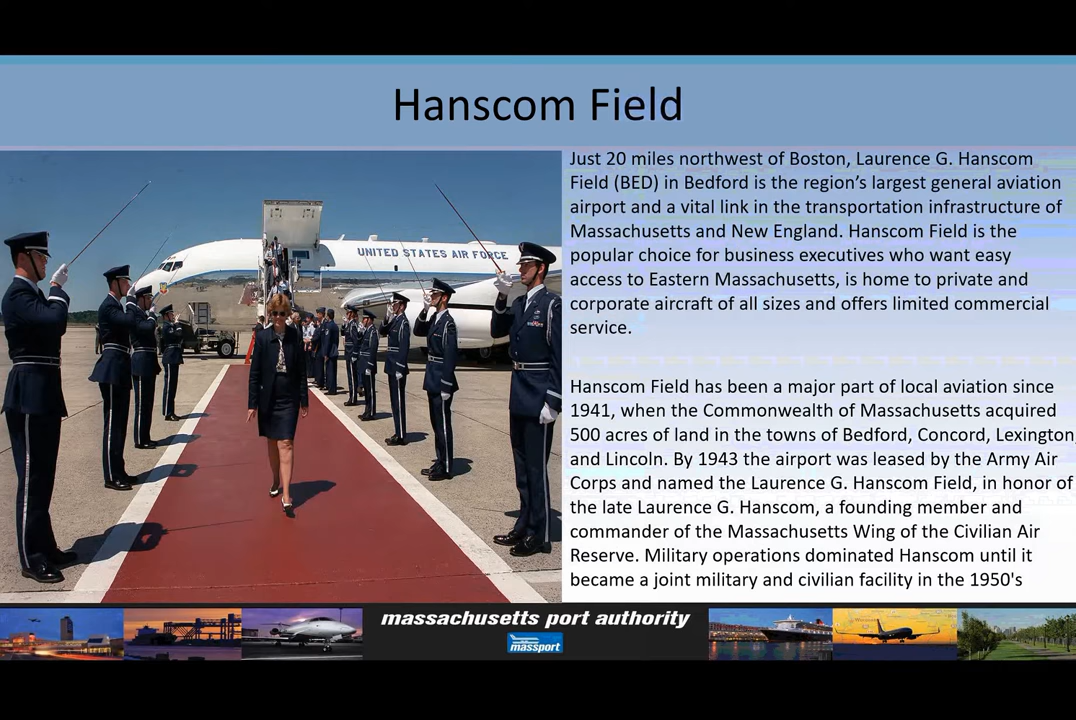 Hanscom Field
Just 20 miles northwest of Boston, Laurence G. Hanscom
Field (BED) in Bedford is the region's largest general aviation
airport and a vital link in the transportation infrastructure of
Massachusetts and New England. Hanscom Field is the
popular choice for business executives who want easy
access to Eastern Massachusetts, is home to private and
corporate aircraft of all sizes and offers limited commercial
service.
Hanscom Field has been a major part of local aviation since
1941, when the Commonwealth of Massachusetts acquired
500 acres of land in the towns of Bedford, Concord, Lexington,
and Lincoln. By 1943 the airport was leased by the Army Air
Corps and named the Laurence G. Hanscom Field, in honor of
the late Laurence G. Hanscom, a founding member and
commander of the Massachusetts Wing of the Civilian Air
Reserve. Military operations dominated Hanscom until it
became a joint military and civilian facility in the 1950's
UNITED STATES AIR FORCE
massachusetts port authority
massport